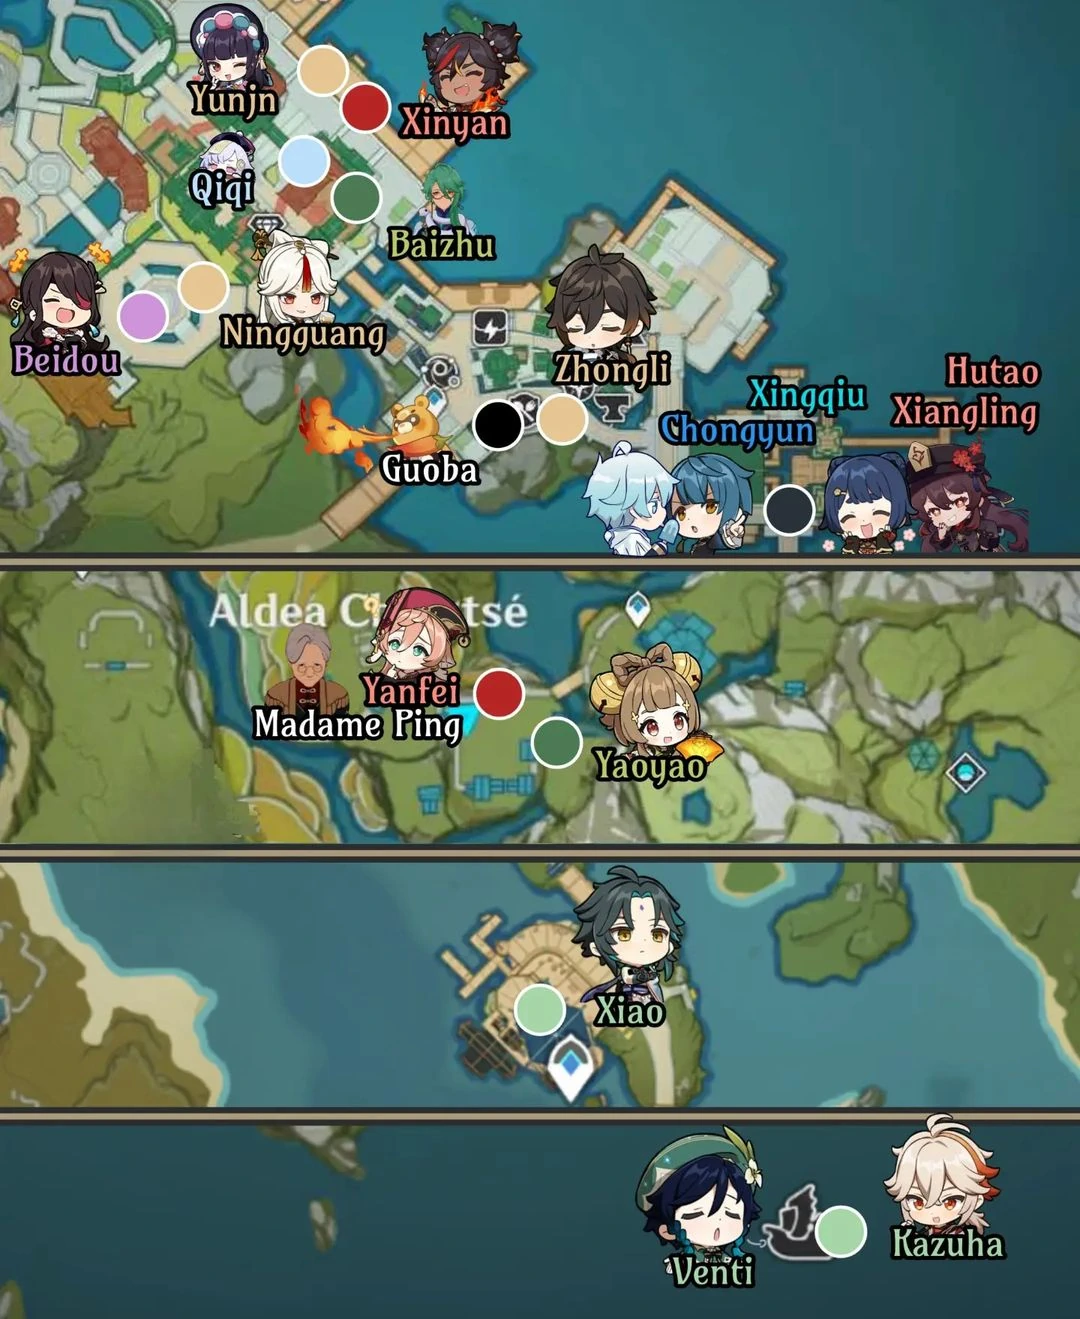 Yunjn
Xinyan
Qiqi
Baizhu
Ningguang
Beidou
Zhongli
Hutao
Xingqiu
Xiangling
Chongyun
Guoba
Aldea C tsé
Yanfei
Madame Ping
Yaoyao
Xiao
Venti
Kazuha